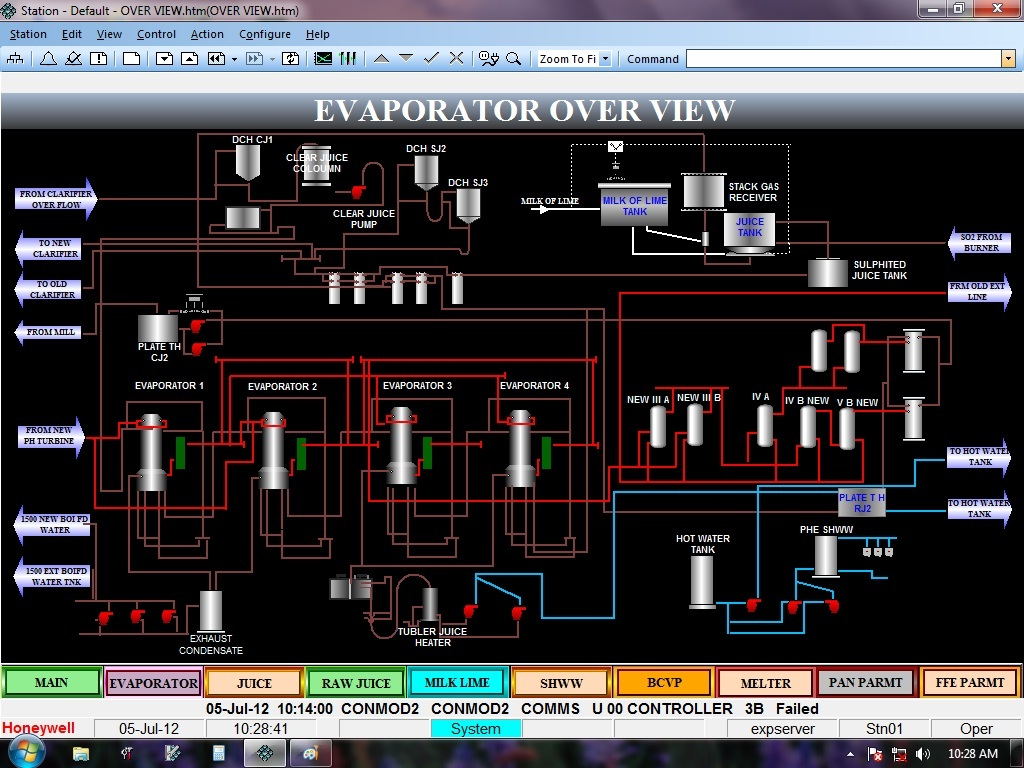 Station - Default - OVER VIEW.htm(OVER VIEW.htm)
Station Edit View Control Action Configure Help
Zoom To Fi Command
EVAPORATOR OVER VIEW
DCH CJ1
CLEAR JUICE
COLOUMN
DCH SJ2
DCH SJ3
CLEAR JUICE
PUMP
FROM CLARIFIER
OVER FLOW
TO NEW
CLARIFIER
TO OLD
CLARIFIER
FROM MILL
MILK OF LIME
MILK OF LIME
TANK
STACK GAS
RECEIVER
JUICE
TANK
SO2 FROM
BURNER
SULPHITED
JUICE TANK
FRM OLD EXT
LINE
PLATE TH
CJ2
EVAPORATOR 1
EVAPORATOR 2
EVAPORATOR 3
EVAPORATOR 4
NEW III A
NEW III B
IV A
IV B NEW
V B NEW
FROM NEW
PH TURBINE
TO HOT WATER
TANK
PLATE T H
RJ2
TO HOT WATER
TANK
1500 NEW BOI FD
WATER
1500 EXT BOIFD
WATER TNK
HOT WATER
TANK
PHE SHWW
EXHAUST
CONDENSATE
TUBLER JUICE
HEATER
MAIN EVAPORATOR JUICE RAW JUICE MILK LIME SHWW BCVP MELTER PAN PARMT FFE PARMT
05-Jul-12 10:14:00 CONMOD2 CONMOD2 COMMS U 00 CONTROLLER 3B Failed
Honeywell 05-Jul-12 10:28:41 System expserver Stn01 Oper
10:28 AM